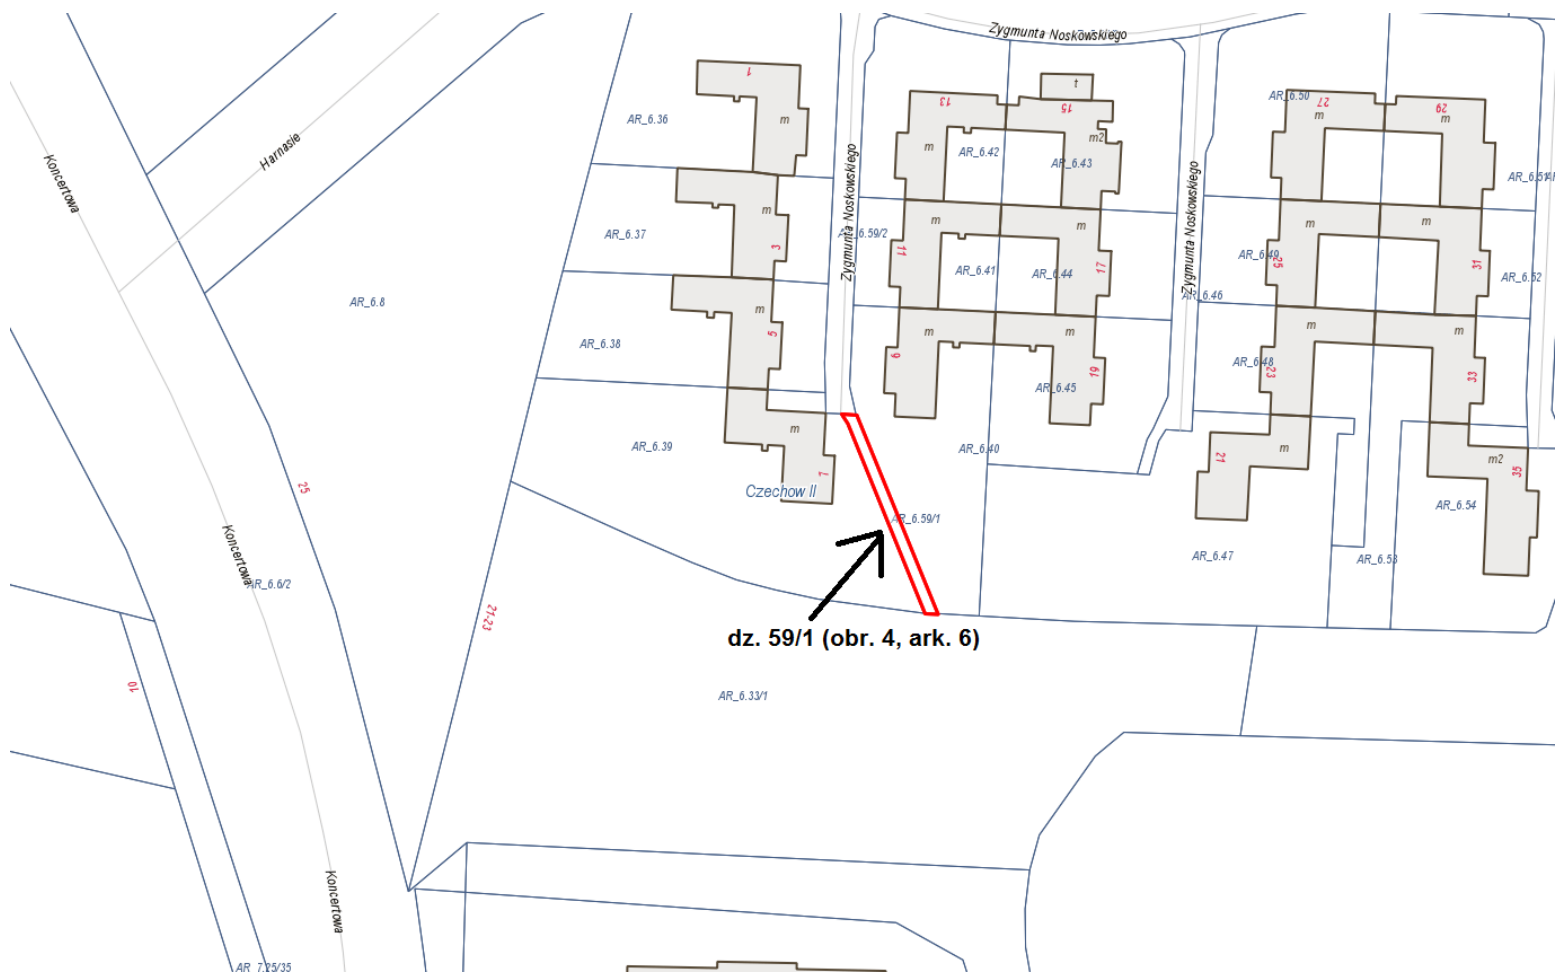 Zygmunta Noskowskiego
1
t
AR_6.50
27
29
13
15
m
m
AR_6.36
m
m2
Harnasie
m
AR_6.42
AR_6.43
Koncertowa
Zygmunta Noskowskiego
Zygmunta Noskowskiego
m
m
m
m
m
AR_6.37
3
AR_6.59/2
11
17
AR_6.49
25
31
AR_6.41
AR_6.44
AR_6.52
AR_6.8
AR_6.46
m
m
m
m
m
5
AR_6.38
9
19
AR_6.45
AR_6.48
23
33
m
AR_6.39
AR_6.40
m
21
m2
35
7
25
Czechow II
AR_6.54
AR_6.59/1
Koncertowa
AR_6.47
AR_6.53
AR_6.6/2
21-23
dz. 59/1 (obr. 4, ark. 6)
10
AR_6.33/1
Koncertowa
AR_7.25/35